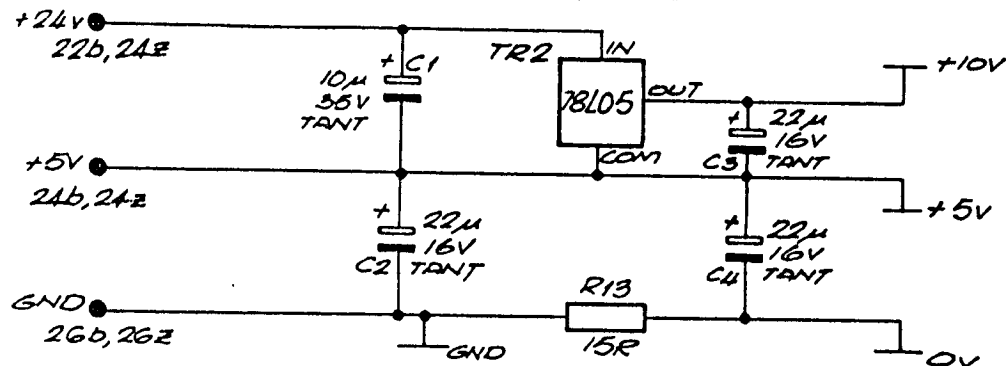 +24V
22b, 24z
+ C1
10µ
35V
TANT
TR2
IN
78L05
OUT
COM
+10V
+ 22µ
16V
C3 TANT
+5V
24b, 24z
+ 22µ
16V
C2 TANT
+5V
+ 22µ
16V
C4 TANT
GND
26b, 26z
GND
R13
15R
0V